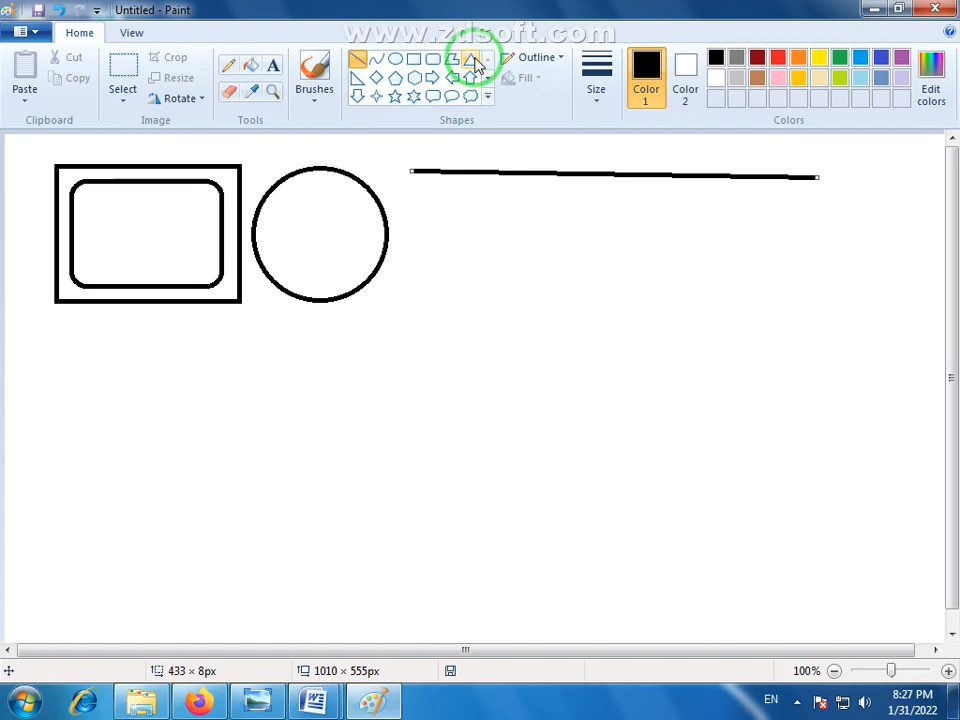 Untitled - Paint
www.zdsoft.com
Home
View
Paste
Cut
Copy
Clipboard
Select
Crop
Resize
Rotate
Image
Tools
Brushes
Shapes
Outline
Fill
Size
Color 1
Color 2
Edit colors
Colors
433 × 8px
1010 × 555px
100%
EN
8:27 PM
1/31/2022